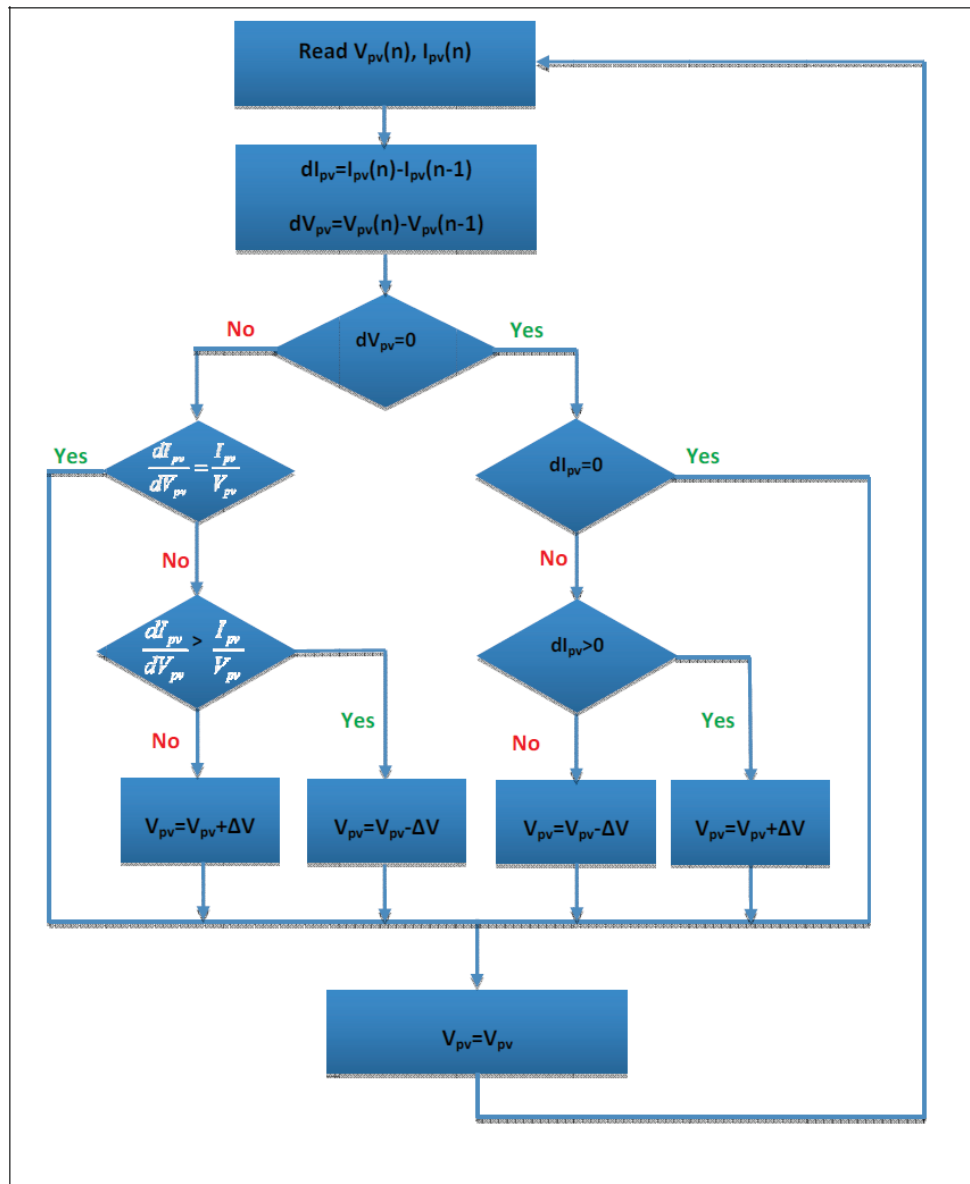 Read Vpv(n), Ipv(n)
dIpv=Ipv(n)-Ipv(n-1)
dVpv=Vpv(n)-Vpv(n-1)
No
Yes
dVpv=0
Yes
dIpv/dVpv = Ipv/Vpv
dIpv=0
Yes
No
No
dIpv/dVpv > Ipv/Vpv
dIpv>0
No
Yes
No
Yes
Vpv=Vpv+ΔV
Vpv=Vpv-ΔV
Vpv=Vpv-ΔV
Vpv=Vpv+ΔV
Vpv=Vpv